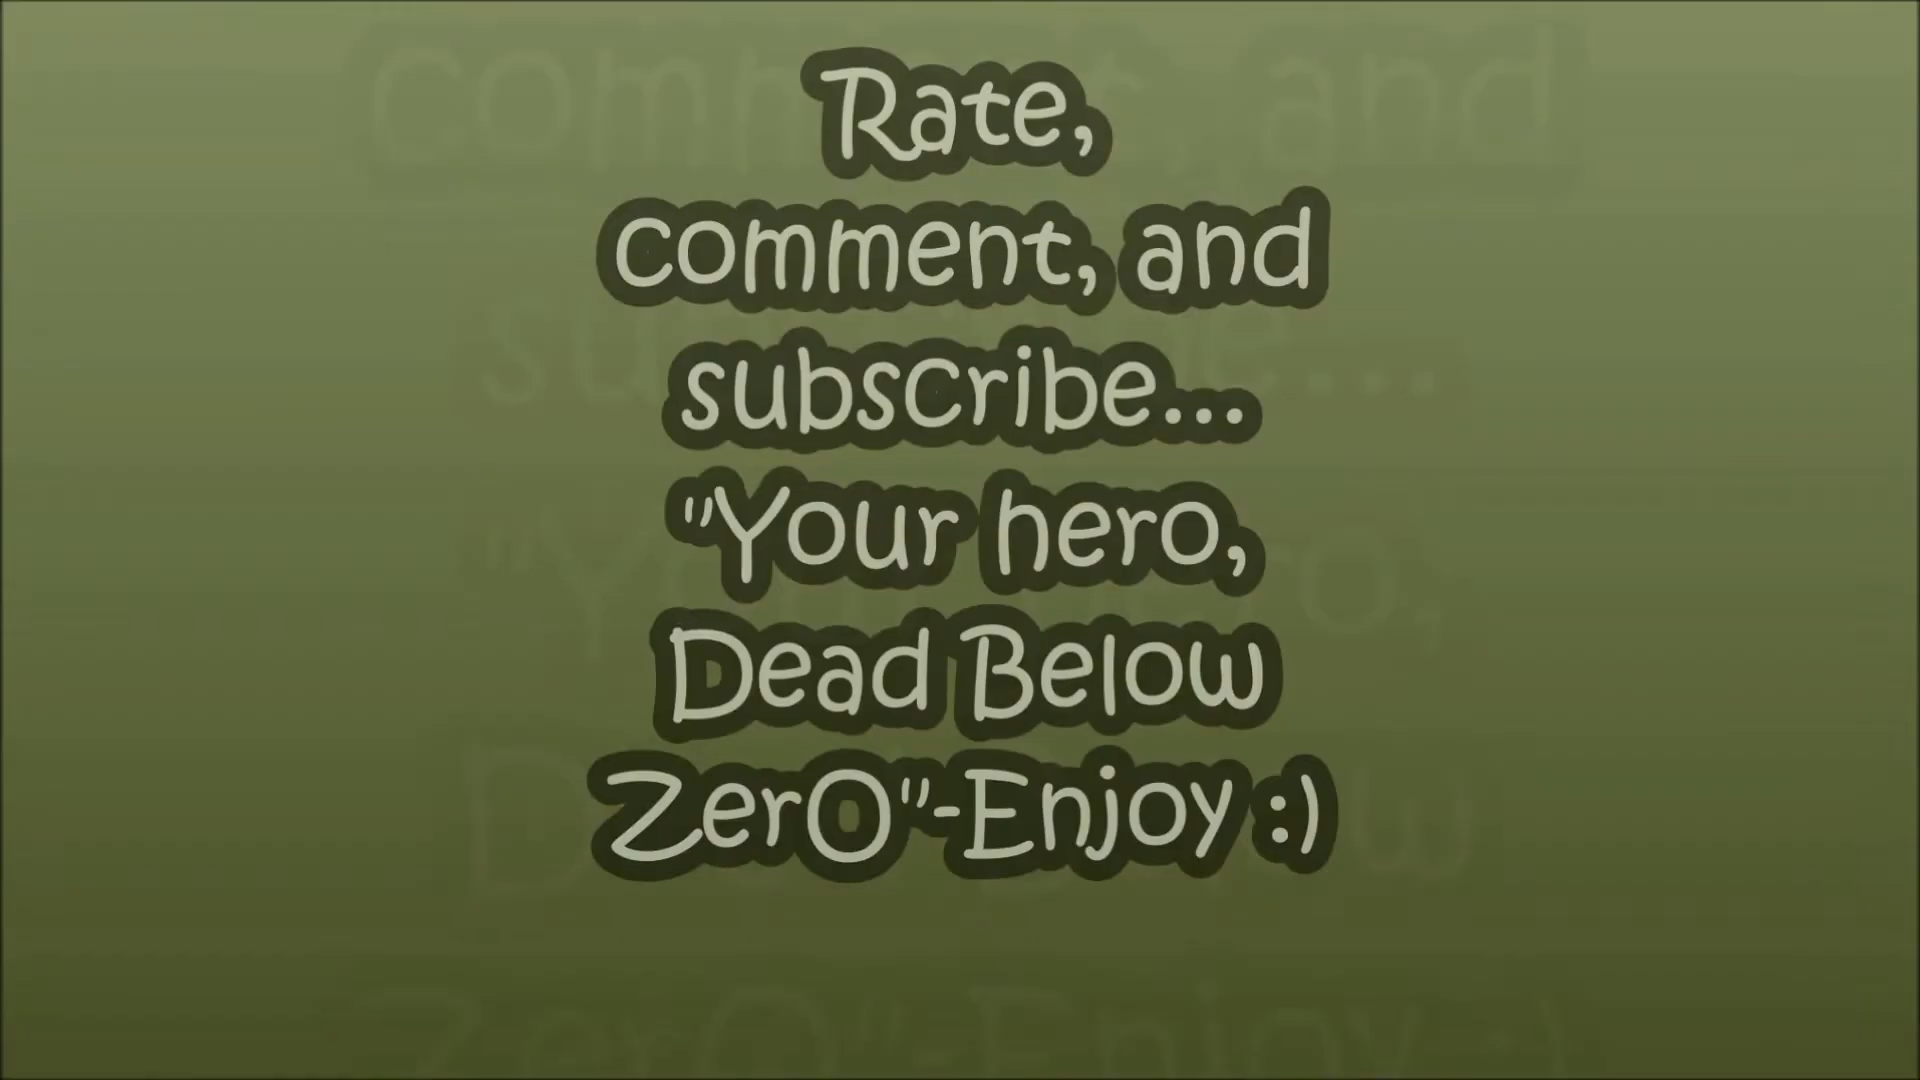 Rate,
comment, and
subscribe...
"Your hero,
Dead Below
ZerO"-Enjoy :)